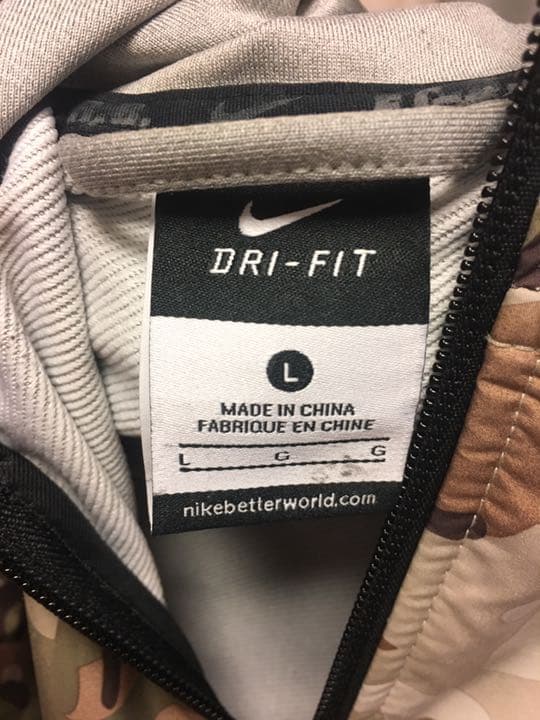 DRI-FIT
L
MADE IN CHINA
FABRIQUE EN CHINE
L G G
nikebetterworld.com